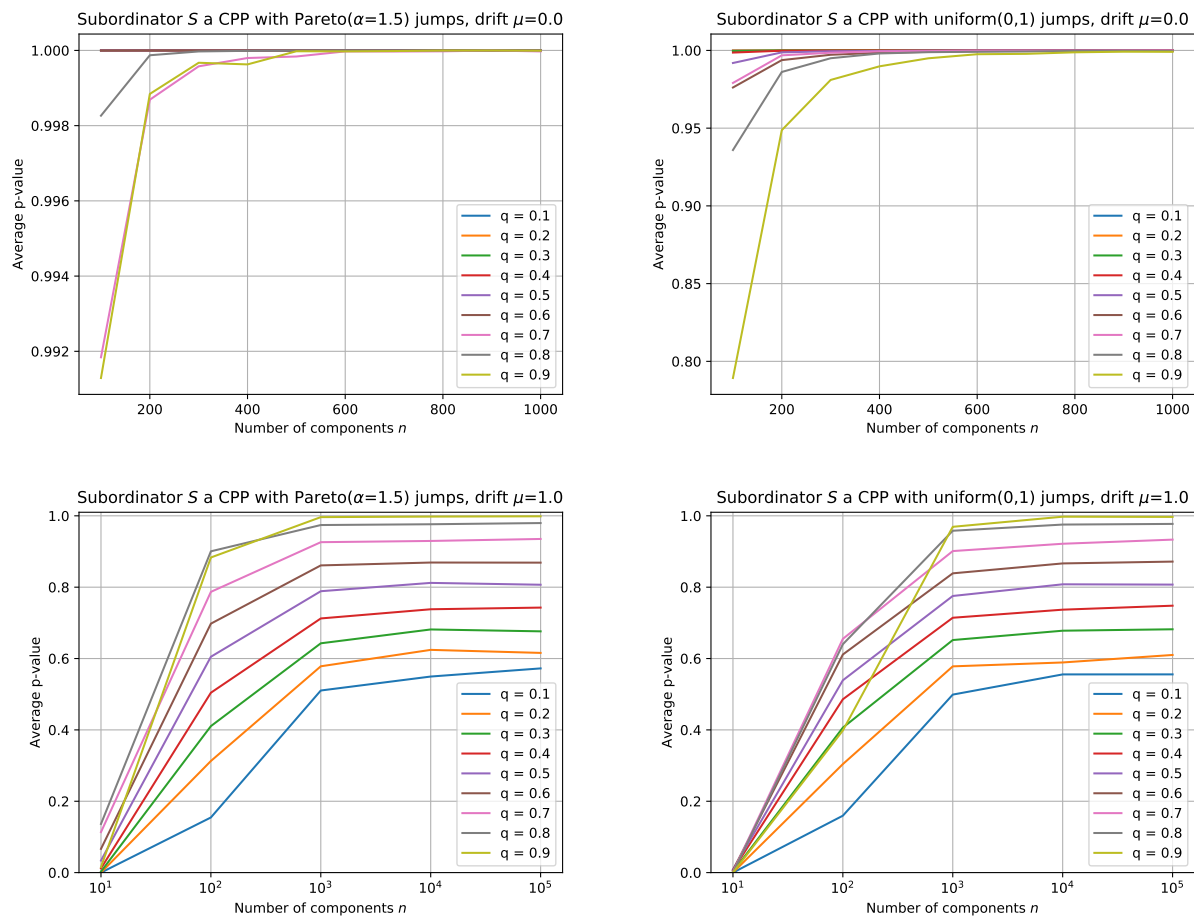 Subordinator S a CPP with Pareto(α=1.5) jumps, drift μ=0.0
1.000
0.998
0.996
0.994
0.992
Average p-value
200
400
600
800
1000
Number of components n
q = 0.1
q = 0.2
q = 0.3
q = 0.4
q = 0.5
q = 0.6
q = 0.7
q = 0.8
q = 0.9
Subordinator S a CPP with uniform(0,1) jumps, drift μ=0.0
1.00
0.95
0.90
0.85
0.80
Average p-value
200
400
600
800
1000
Number of components n
q = 0.1
q = 0.2
q = 0.3
q = 0.4
q = 0.5
q = 0.6
q = 0.7
q = 0.8
q = 0.9
Subordinator S a CPP with Pareto(α=1.5) jumps, drift μ=1.0
1.0
0.8
0.6
0.4
0.2
0.0
Average p-value
10¹
10²
10³
10⁴
10⁵
Number of components n
q = 0.1
q = 0.2
q = 0.3
q = 0.4
q = 0.5
q = 0.6
q = 0.7
q = 0.8
q = 0.9
Subordinator S a CPP with uniform(0,1) jumps, drift μ=1.0
1.0
0.8
0.6
0.4
0.2
0.0
Average p-value
10¹
10²
10³
10⁴
10⁵
Number of components n
q = 0.1
q = 0.2
q = 0.3
q = 0.4
q = 0.5
q = 0.6
q = 0.7
q = 0.8
q = 0.9